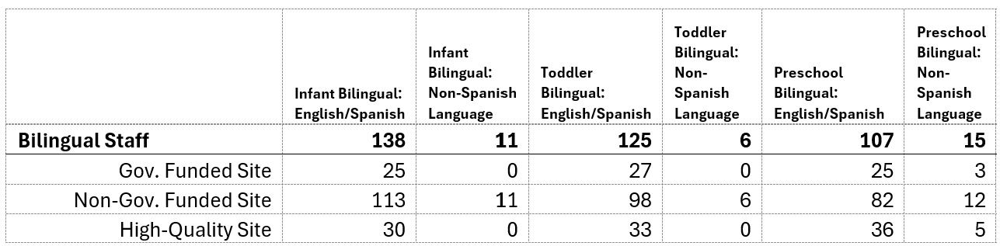 Infant Bilingual:
English/Spanish
Infant
Bilingual:
Non-Spanish
Language
Toddler
Bilingual:
English/Spanish
Toddler
Bilingual:
Non-
Spanish
Language
Preschool
Bilingual:
English/Spanish
Preschool
Bilingual:
Non-
Spanish
Language
Bilingual Staff 138 11 125 6 107 15
Gov. Funded Site 25 0 27 0 25 3
Non-Gov. Funded Site 113 11 98 6 82 12
High-Quality Site 30 0 33 0 36 5